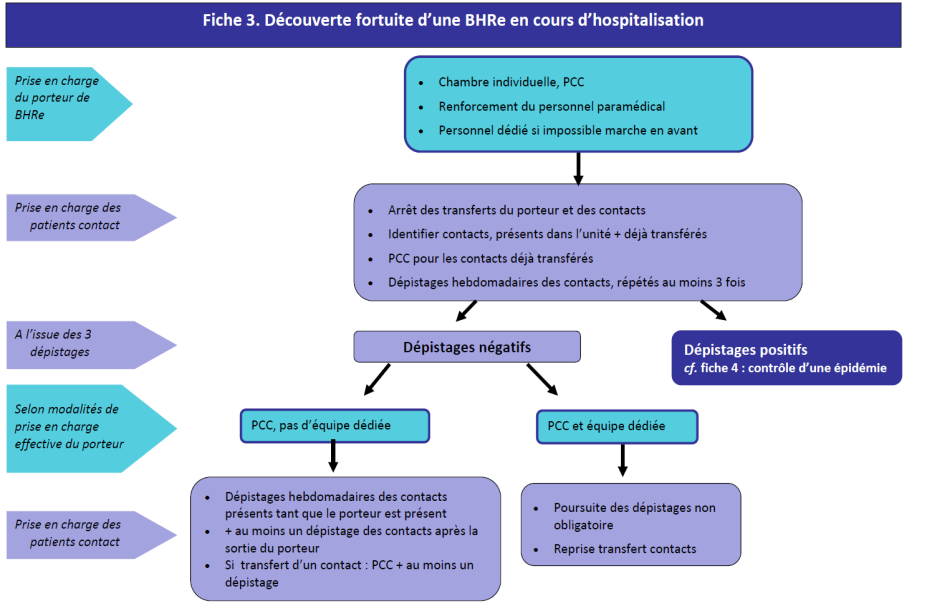 Fiche 3. Découverte fortuite d’une BHRe en cours d’hospitalisation
Prise en charge
du porteur de
BHRe
• Chambre individuelle, PCC
• Renforcement du personnel paramédical
• Personnel dédié si impossible marche en avant
Prise en charge des
patients contact
• Arrêt des transferts du porteur et des contacts
• Identifier contacts, présents dans l’unité + déjà transférés
• PCC pour les contacts déjà transférés
• Dépistages hebdomadaires des contacts, répétés au moins 3 fois
A l’issue des 3
dépistages
Dépistages négatifs
Dépistages positifs
cf. fiche 4 : contrôle d’une épidémie
Selon modalités de
prise en charge
effective du porteur
PCC, pas d’équipe dédiée
PCC et équipe dédiée
Prise en charge des
patients contact
• Dépistages hebdomadaires des contacts
présents tant que le porteur est présent
• + au moins un dépistage des contacts après la
sortie du porteur
• Si transfert d’un contact : PCC + au moins un
dépistage
• Poursuite des dépistages non
obligatoire
• Reprise transfert contacts